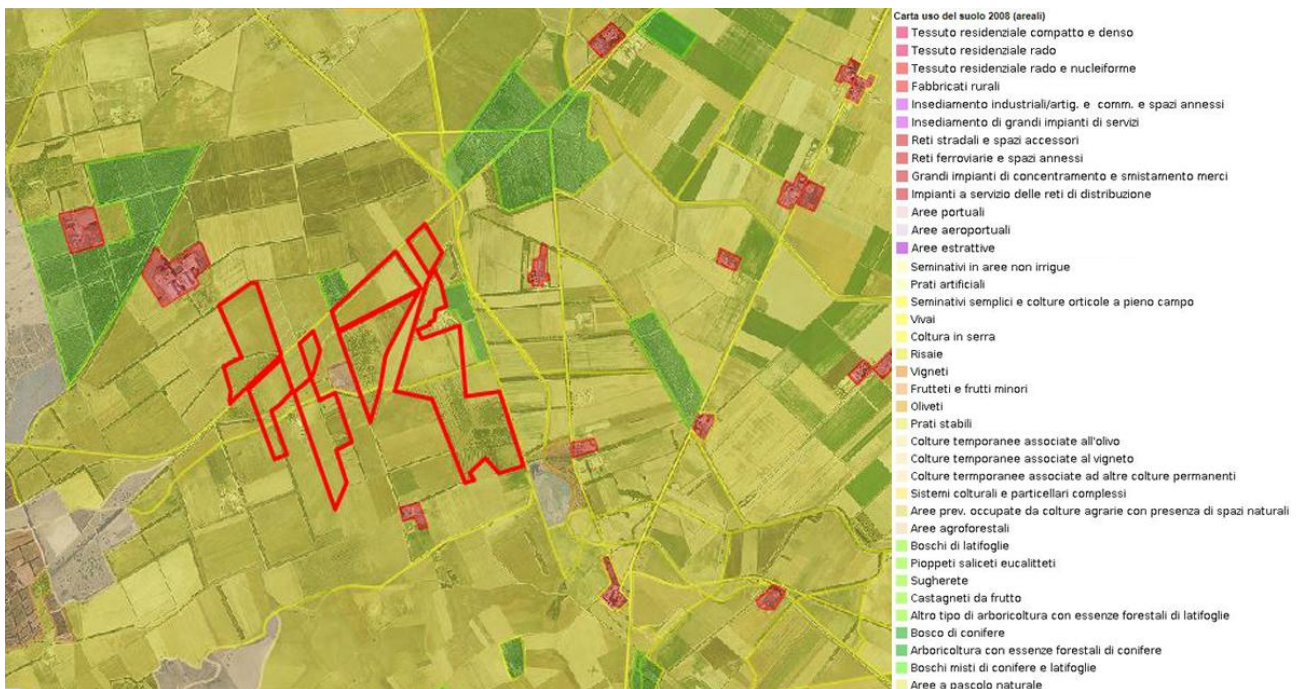 Carta uso del suolo 2008 (areali)
Tessuto residenziale compatto e denso
Tessuto residenziale rado
Tessuto residenziale rado e nucleiforme
Fabbricati rurali
Insediamento industriali/artig. e comm. e spazi annessi
Insediamento di grandi impianti di servizi
Reti stradali e spazi accessori
Reti ferroviarie e spazi annessi
Grandi impianti di concentramento e smistamento merci
Impianti a servizio delle reti di distribuzione
Aree portuali
Aree aeroportuali
Aree estrattive
Seminativi in aree non irrigue
Prati artificiali
Seminativi semplici e colture orticole a pieno campo
Vivai
Coltura in serra
Risaie
Vigneti
Frutteti e frutti minori
Oliveti
Prati stabili
Colture temporanee associate all'olivo
Colture temporanee associate al vigneto
Colture termporanee associate ad altre colture permanenti
Sistemi colturali e particellari complessi
Aree prev. occupate da colture agrarie con presenza di spazi naturali
Aree agroforestali
Boschi di latifoglie
Pioppeti saliceti eucalitteti
Sugherete
Castagneti da frutto
Altro tipo di arboricoltura con essenze forestali di latifoglie
Bosco di conifere
Arboricoltura con essenze forestali di conifere
Boschi misti di conifere e latifoglie
Aree a pascolo naturale